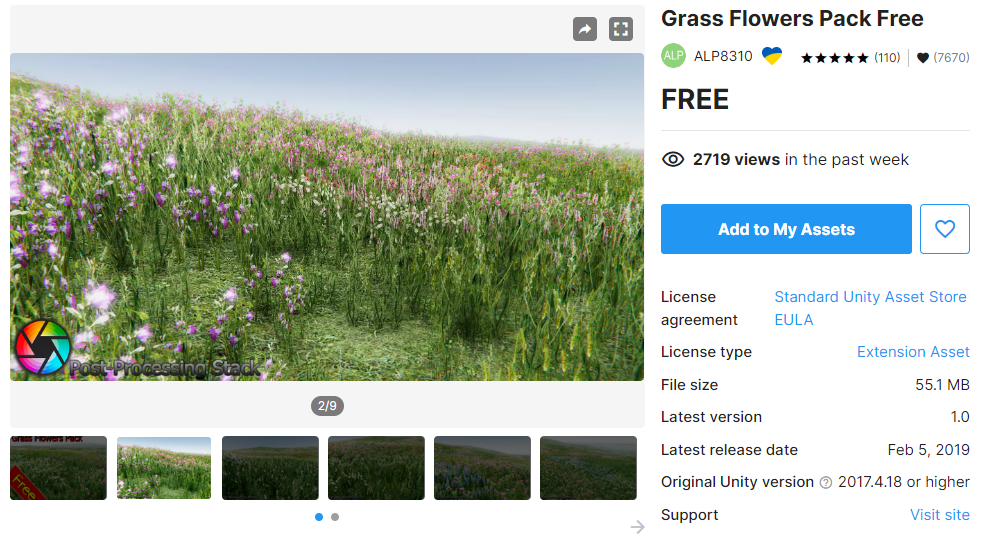 Grass Flowers Pack Free
ALP ALP8310 (110) (7670)
FREE
2719 views in the past week
Add to My Assets
License agreement
Standard Unity Asset Store EULA
License type Extension Asset
File size 55.1 MB
Latest version 1.0
Latest release date Feb 5, 2019
Original Unity version ? 2017.4.18 or higher
Support Visit site
Post-Processing Stack
2/9
Grass Flowers Pack
Free